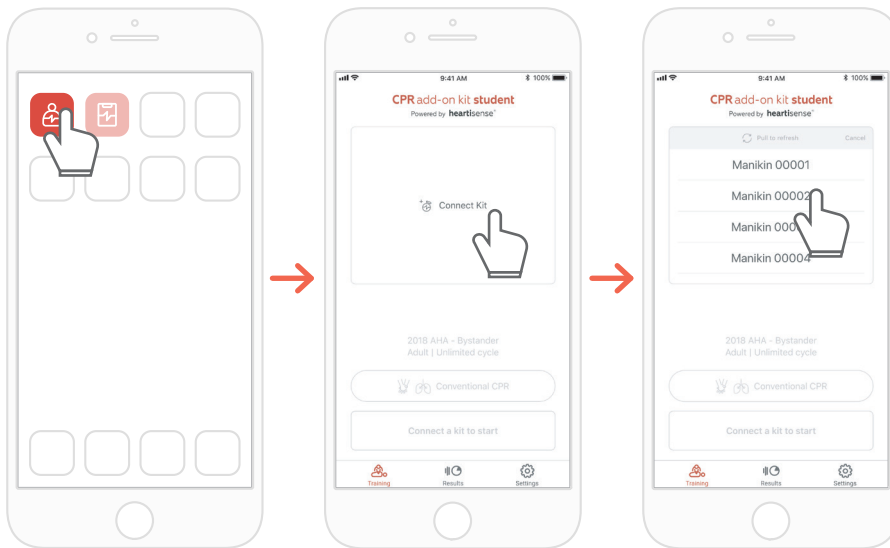 9:41 AM
100%
CPR add-on kit student
Powered by heartisense®
Connect Kit
2018 AHA - Bystander
Adult | Unlimited cycle
Conventional CPR
Connect a kit to start
Training
Results
Settings
9:41 AM
100%
CPR add-on kit student
Powered by heartisense®
Pull to refresh
Cancel
Manikin 00001
Manikin 00002
Manikin
Manikin 00004
2018 AHA - Bystander
Adult | Unlimited cycle
Conventional CPR
Connect a kit to start
Training
Results
Settings